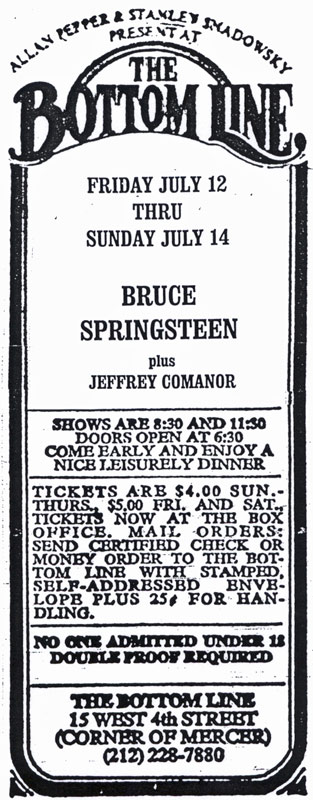 ALLAN PEPPER & STANLEY SNADOWSKY
PRESENT AT
THE
BOTTOM LINE
FRIDAY JULY 12
THRU
SUNDAY JULY 14
BRUCE
SPRINGSTEEN
plus
JEFFREY COMANOR
SHOWS ARE 8:30 AND 11:30
DOORS OPEN AT 6:30
COME EARLY AND ENJOY A
NICE LEISURELY DINNER
TICKETS ARE $4.00 SUN.-
THURS., $5.00 FRI. AND SAT.,
TICKETS NOW AT THE BOX
OFFICE. MAIL ORDERS:
SEND CERTIFIED CHECK OR
MONEY ORDER TO THE BOT-
TOM LINE WITH STAMPED,
SELF-ADDRESSED ENVE-
LOPE PLUS 25¢ FOR HAN-
DLING.
NO ONE ADMITTED UNDER 18
DOUBLE PROOF REQUIRED
THE BOTTOM LINE
15 WEST 4th STREET
(CORNER OF MERCER)
(212) 228-7880